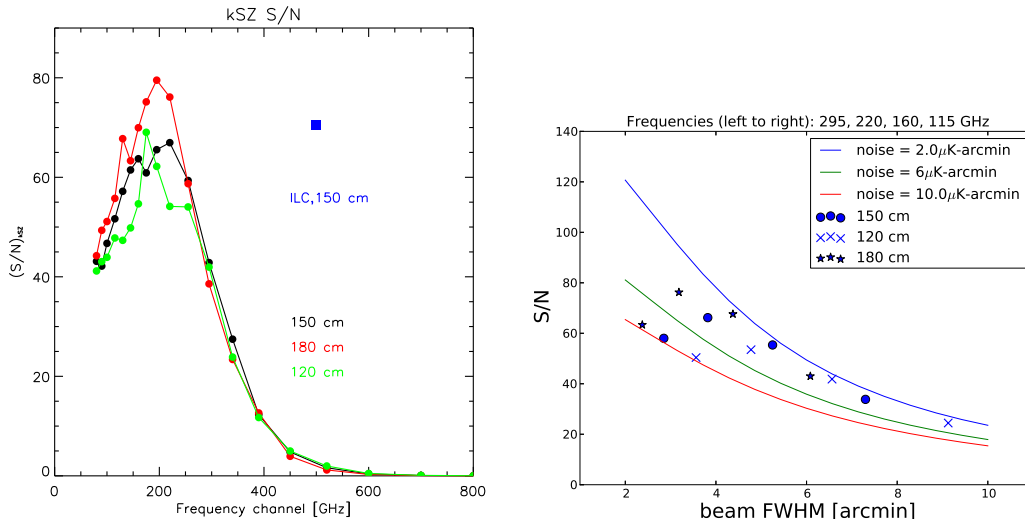 kSZ S/N
80
60
40
20
0
(S/N)kSZ
ILC,150 cm
150 cm
180 cm
120 cm
0 200 400 600 800
Frequency channel [GHz]
Frequencies (left to right): 295, 220, 160, 115 GHz
140
120
100
80
60
40
20
0
S/N
noise = 2.0μK-arcmin
noise = 6μK-arcmin
noise = 10.0μK-arcmin
150 cm
120 cm
180 cm
2 4 6 8 10
beam FWHM [arcmin]